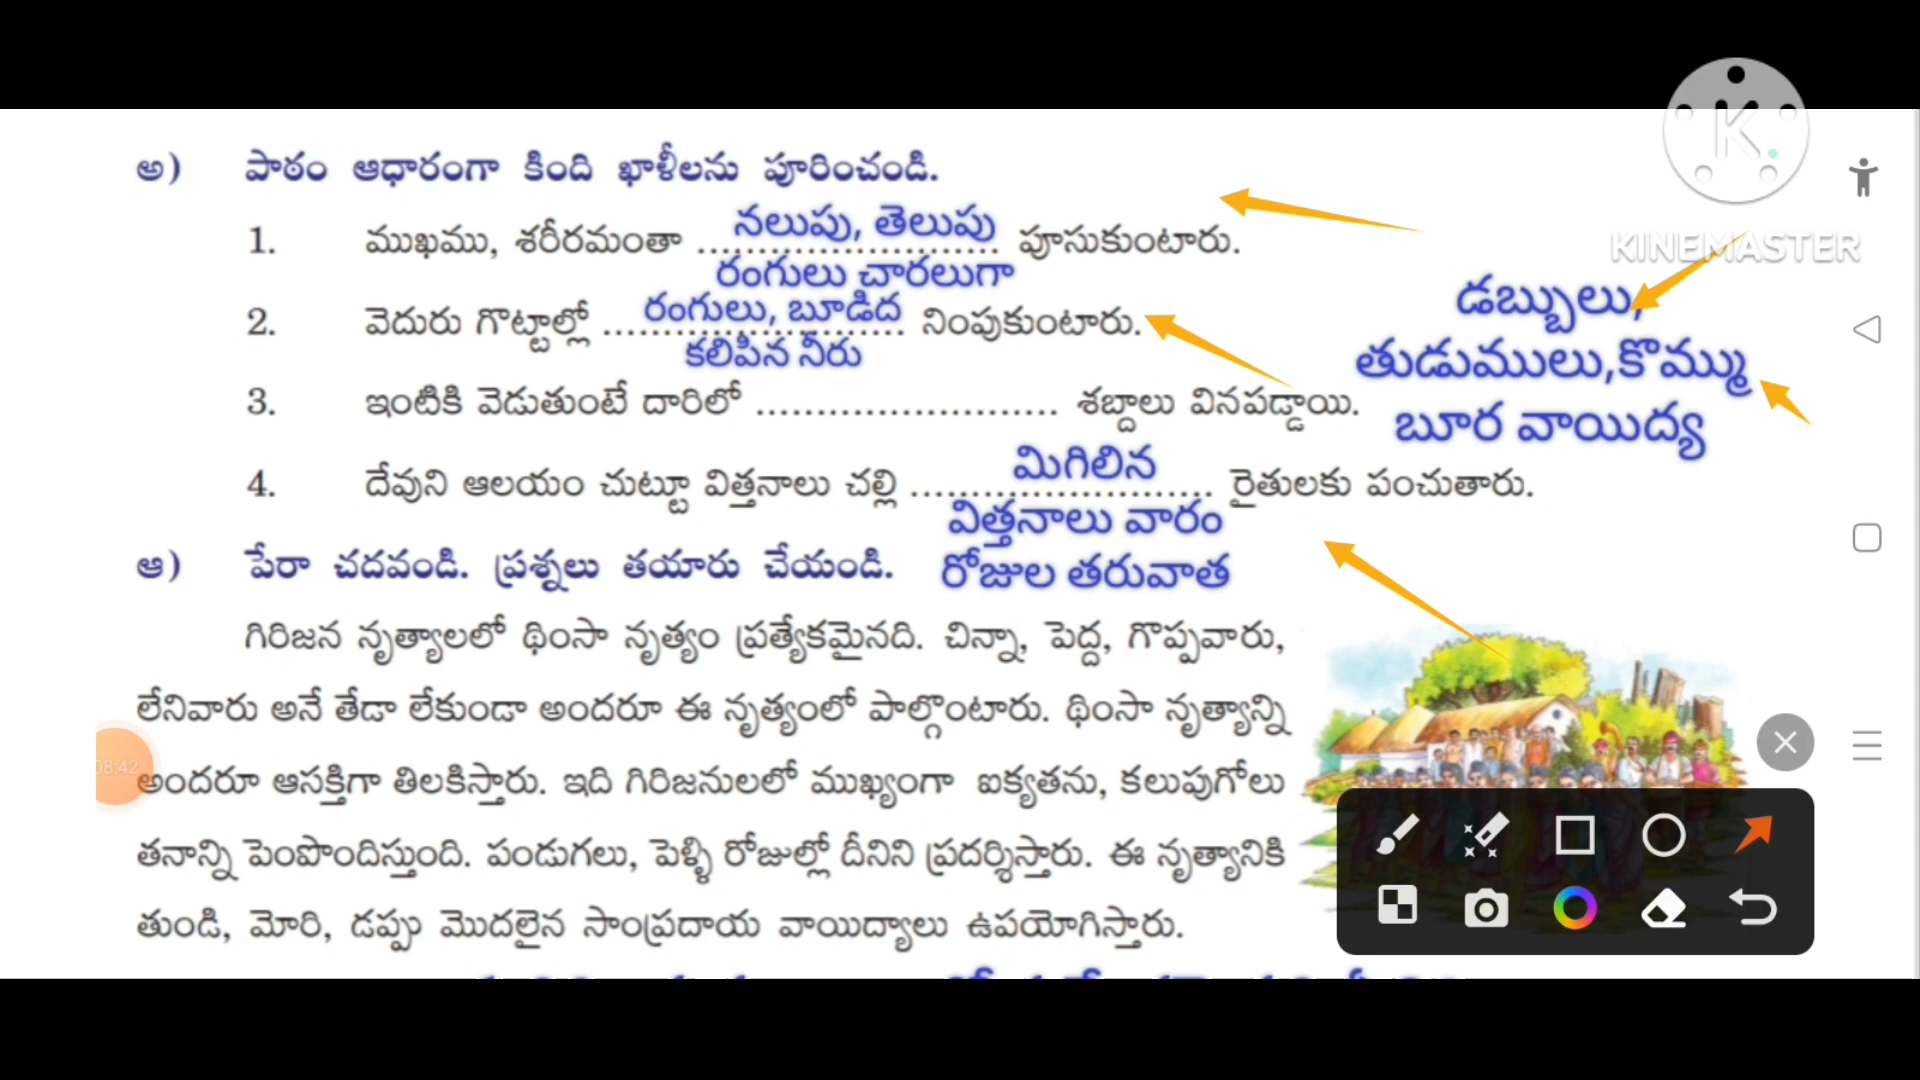 అ) పాఠం ఆధారంగా కింది ఖాళీలను పూరించండి.
1. ముఖము, శరీరమంతా నలుపు, తెలుపు ......................... పూసుకుంటారు.
రంగులు చారలుగా
KINEMASTER
2. వెదురు గొట్టాల్లో రంగులు, బూడిద ......................... నింపుకుంటారు.
కలిపిన నీరు
డబ్బులు,
తుడుములు,కొమ్ము
బూర వాయిద్య
3. ఇంటికి వెడుతుంటే దారిలో ......................... శబ్దాలు వినపడ్డాయి.
4. దేవుని ఆలయం చుట్టూ విత్తనాలు చల్లి మిగిలిన ......................... రైతులకు పంచుతారు.
విత్తనాలు వారం
రోజుల తరువాత
ఆ) పేరా చదవండి. ప్రశ్నలు తయారు చేయండి.
గిరిజన నృత్యాలలో థింసా నృత్యం ప్రత్యేకమైనది. చిన్నా, పెద్ద, గొప్పవారు,
లేనివారు అనే తేడా లేకుండా అందరూ ఈ నృత్యంలో పాల్గొంటారు. థింసా నృత్యాన్ని
08:42
అందరూ ఆసక్తిగా తిలకిస్తారు. ఇది గిరిజనులలో ముఖ్యంగా ఐక్యతను, కలుపుగోలు
తనాన్ని పెంపొందిస్తుంది. పండుగలు, పెళ్ళి రోజుల్లో దీనిని ప్రదర్శిస్తారు. ఈ నృత్యానికి
తుండి, మోరి, డప్పు మొదలైన సాంప్రదాయ వాయిద్యాలు ఉపయోగిస్తారు.